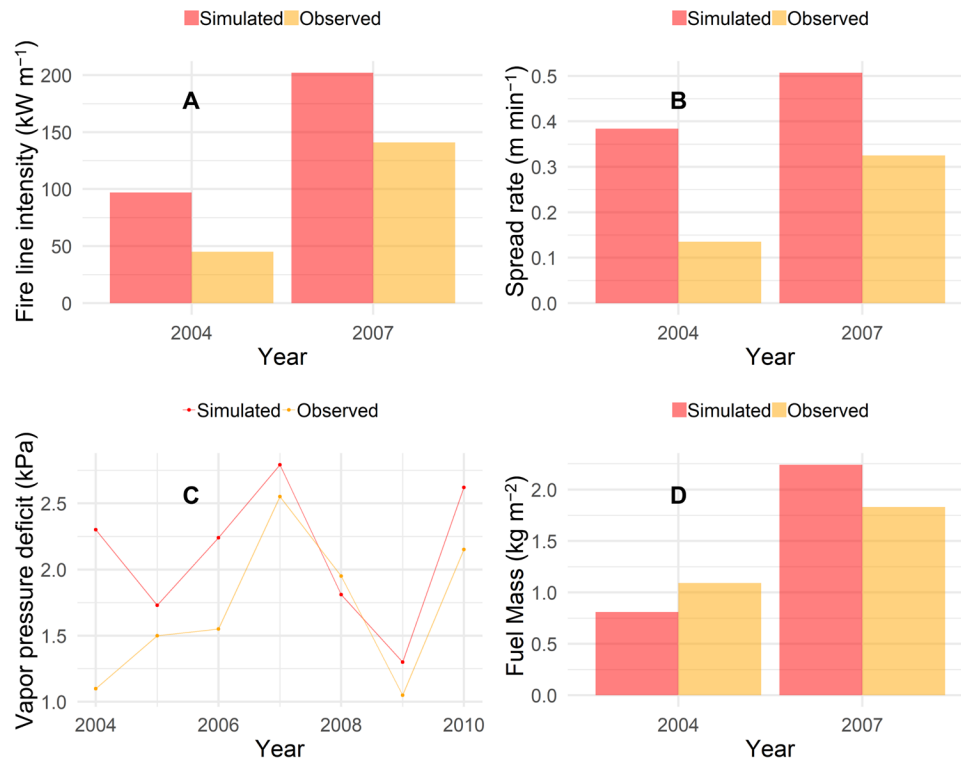 Simulated Observed
Fire line intensity (kW m⁻¹)
200
150
100
50
0
A
2004 2007
Year
Simulated Observed
Spread rate (m min⁻¹)
0.5
0.4
0.3
0.2
0.1
0.0
B
2004 2007
Year
Simulated Observed
Vapor pressure deficit (kPa)
2.5
2.0
1.5
1.0
C
2004 2006 2008 2010
Year
Simulated Observed
Fuel Mass (kg m⁻²)
2.0
1.5
1.0
0.5
0.0
D
2004 2007
Year